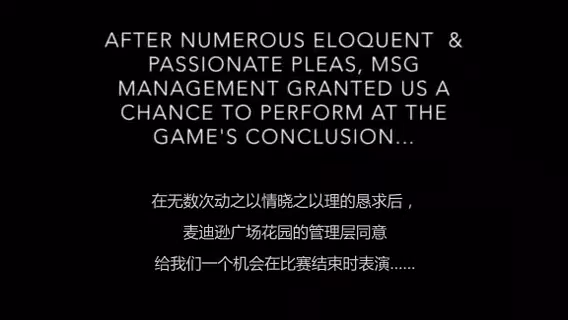 AFTER NUMEROUS ELOQUENT & 
PASSIONATE PLEAS, MSG
MANAGEMENT GRANTED US A
CHANCE TO PERFORM AT THE
GAME'S CONCLUSION...
在无数次动之以情晓之以理的恳求后，
麦迪逊广场花园的管理层同意
给我们一个机会在比赛结束时表演......